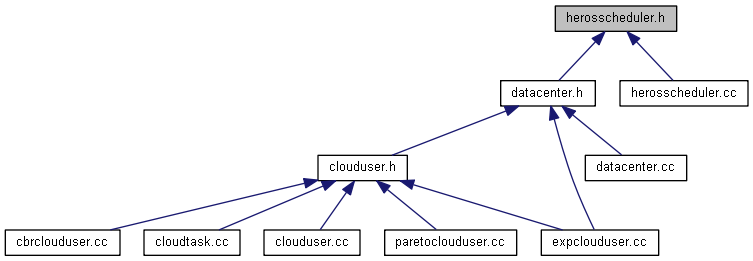 herosscheduler.h
datacenter.h
herosscheduler.cc
clouduser.h
datacenter.cc
cbrclouduser.cc
cloudtask.cc
clouduser.cc
paretoclouduser.cc
expclouduser.cc